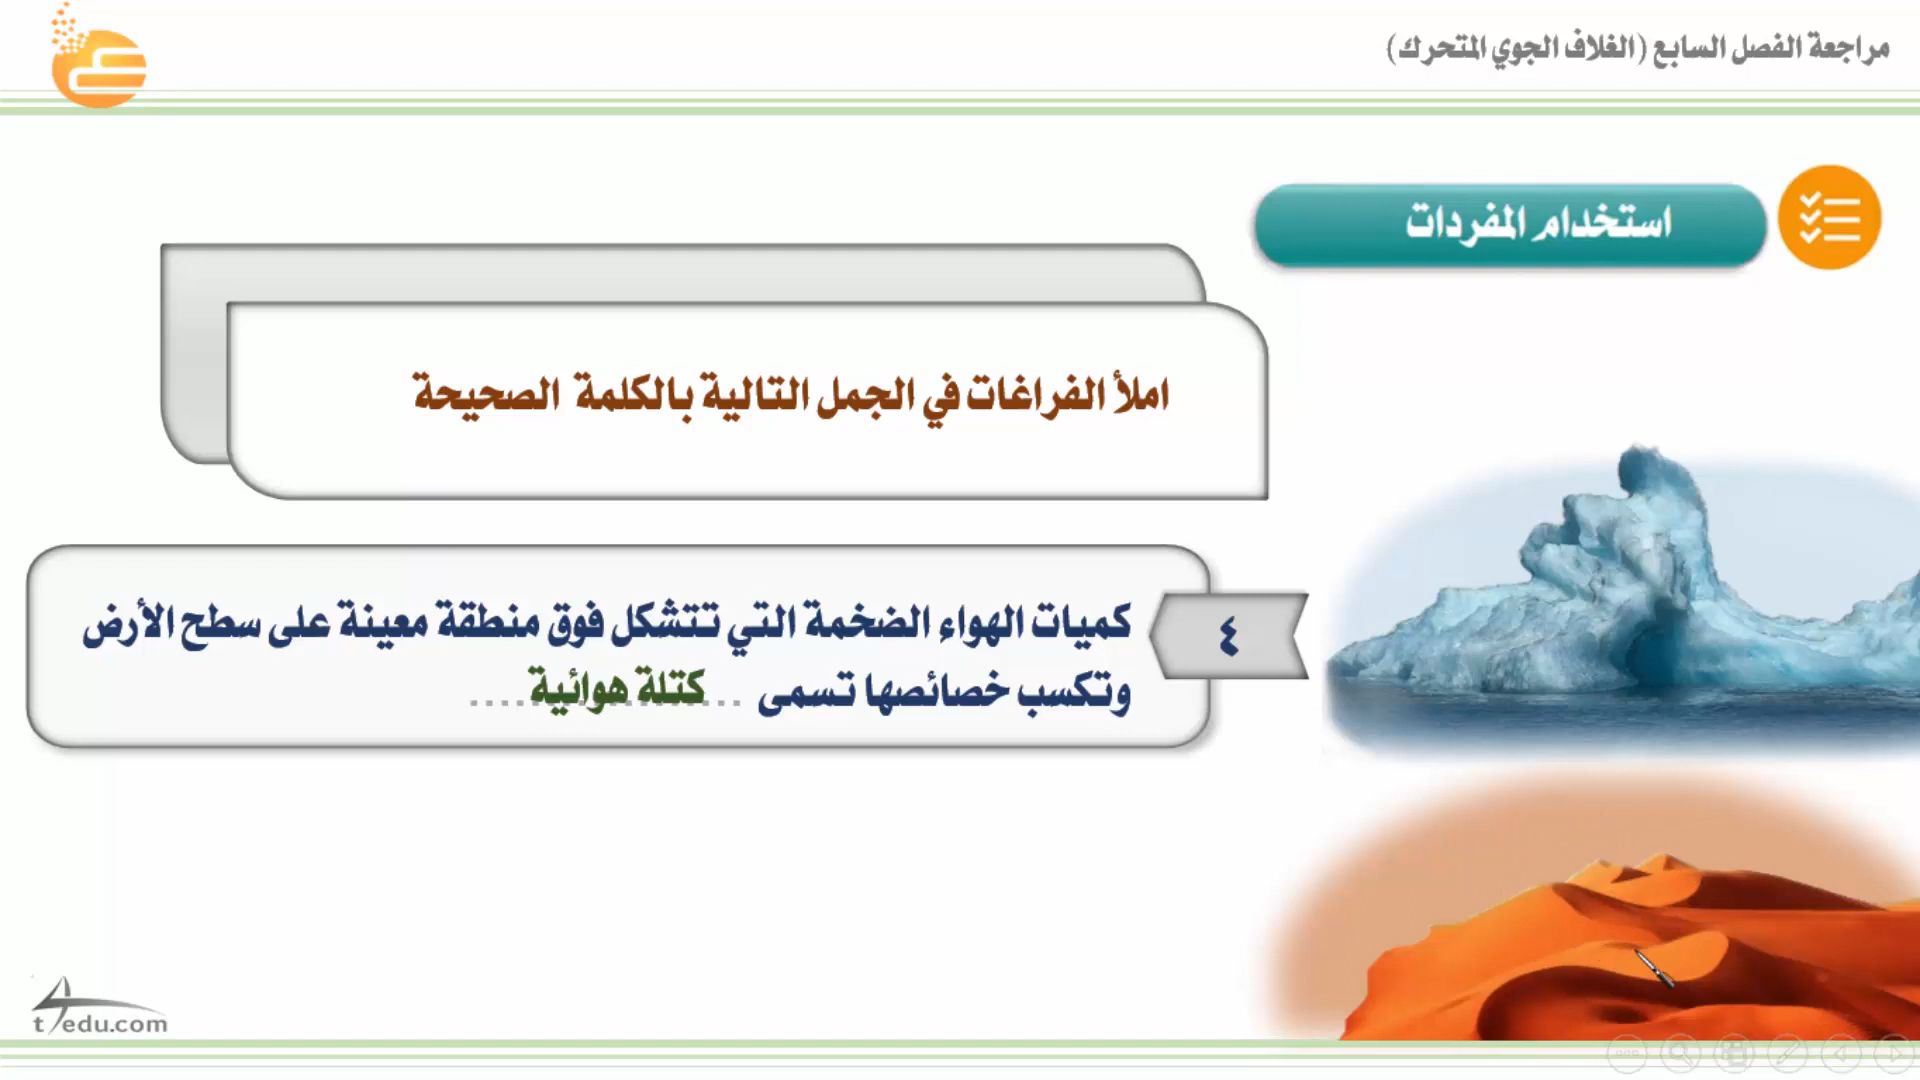 مراجعة الفصل السابع (الغلاف الجوي المتحرك)
استخدام المفردات
املأ الفراغات في الجمل التالية بالكلمة الصحيحة
٤
كميات الهواء الضخمة التي تتشكل فوق منطقة معينة على سطح الأرض
وتكسب خصائصها تسمى ..كتلة هوائية....
t4edu.com